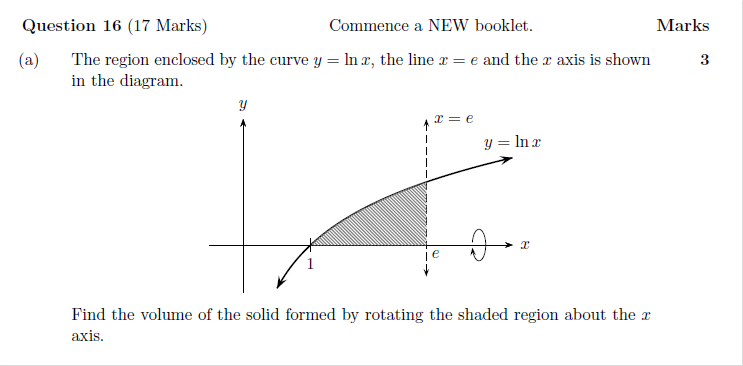 Question 16 (17 Marks) Commence a NEW booklet. Marks
(a) The region enclosed by the curve y = ln x, the line x = e and the x axis is shown 3
in the diagram.
y
x = e
y = ln x
x
e
1
Find the volume of the solid formed by rotating the shaded region about the x
axis.